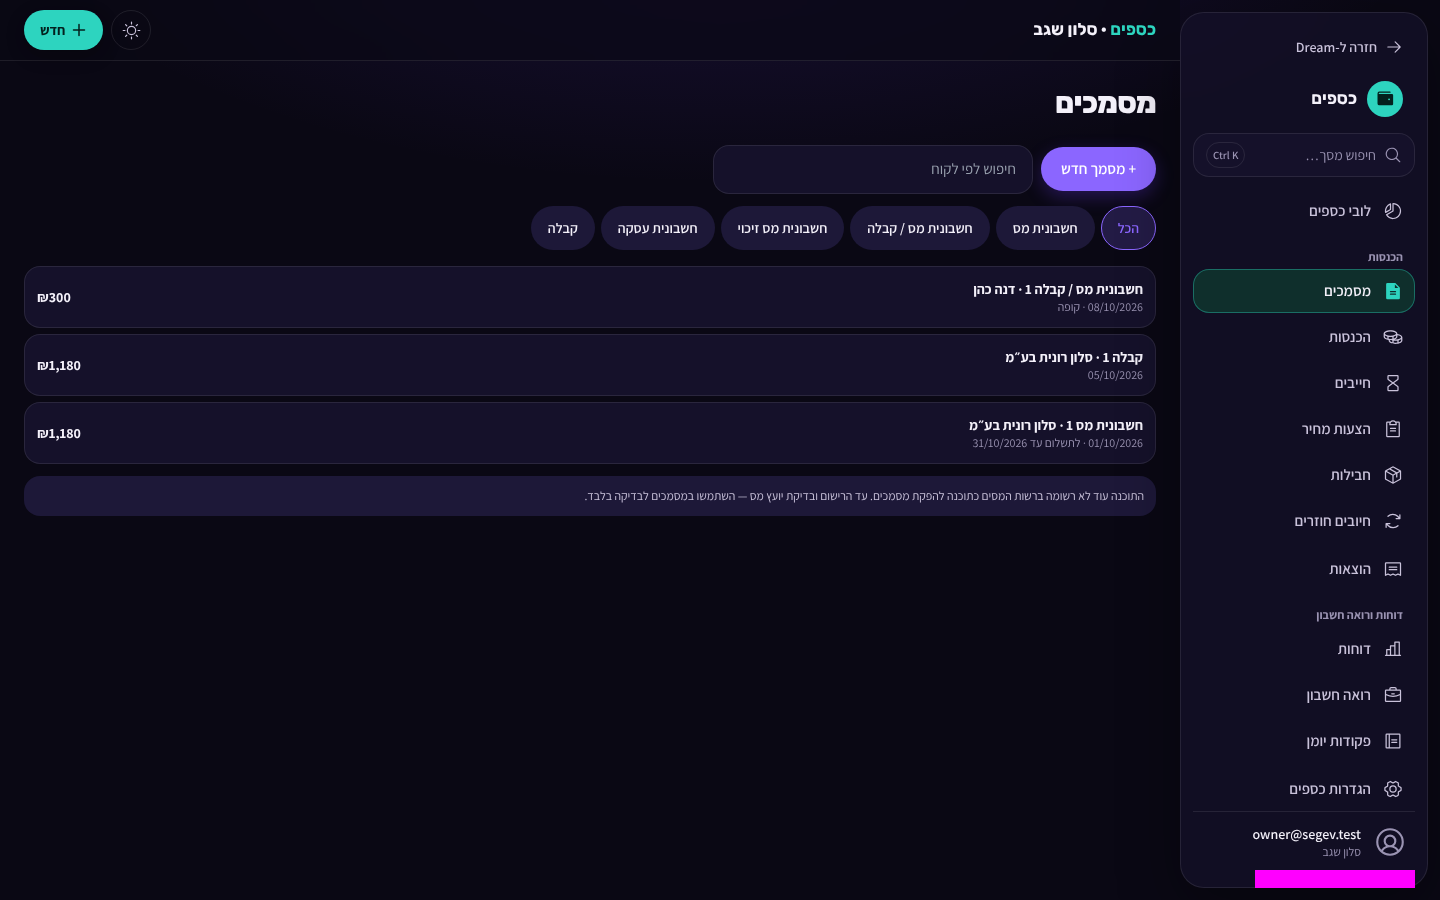 חזרה ל-Dream
כספים
חיפוש מסך...
Ctrl K
לובי כספים
הכנסות
מסמכים
הכנסות
חייבים
הצעות מחיר
חבילות
חיובים חוזרים
הוצאות
דוחות ורואה חשבון
דוחות
רואה חשבון
פקודות יומן
הגדרות כספים
owner@segev.test
סלון שגב
כספים • סלון שגב
+ חדש
מסמכים
+ מסמך חדש
חיפוש לפי לקוח
הכל
חשבונית מס
חשבונית מס / קבלה
חשבונית מס זיכוי
חשבונית עסקה
קבלה
חשבונית מס / קבלה 1 · דנה כהן
08/10/2026 · קופה
₪300
קבלה 1 · סלון רונית בע״מ
05/10/2026
₪1,180
חשבונית מס 1 · סלון רונית בע״מ
01/10/2026 · לתשלום עד 31/10/2026
₪1,180
התוכנה עוד לא רשומה ברשות המסים כתוכנה להפקת מסמכים. עד הרישום ובדיקת יועץ מס — השתמשו במסמכים לבדיקה בלבד.